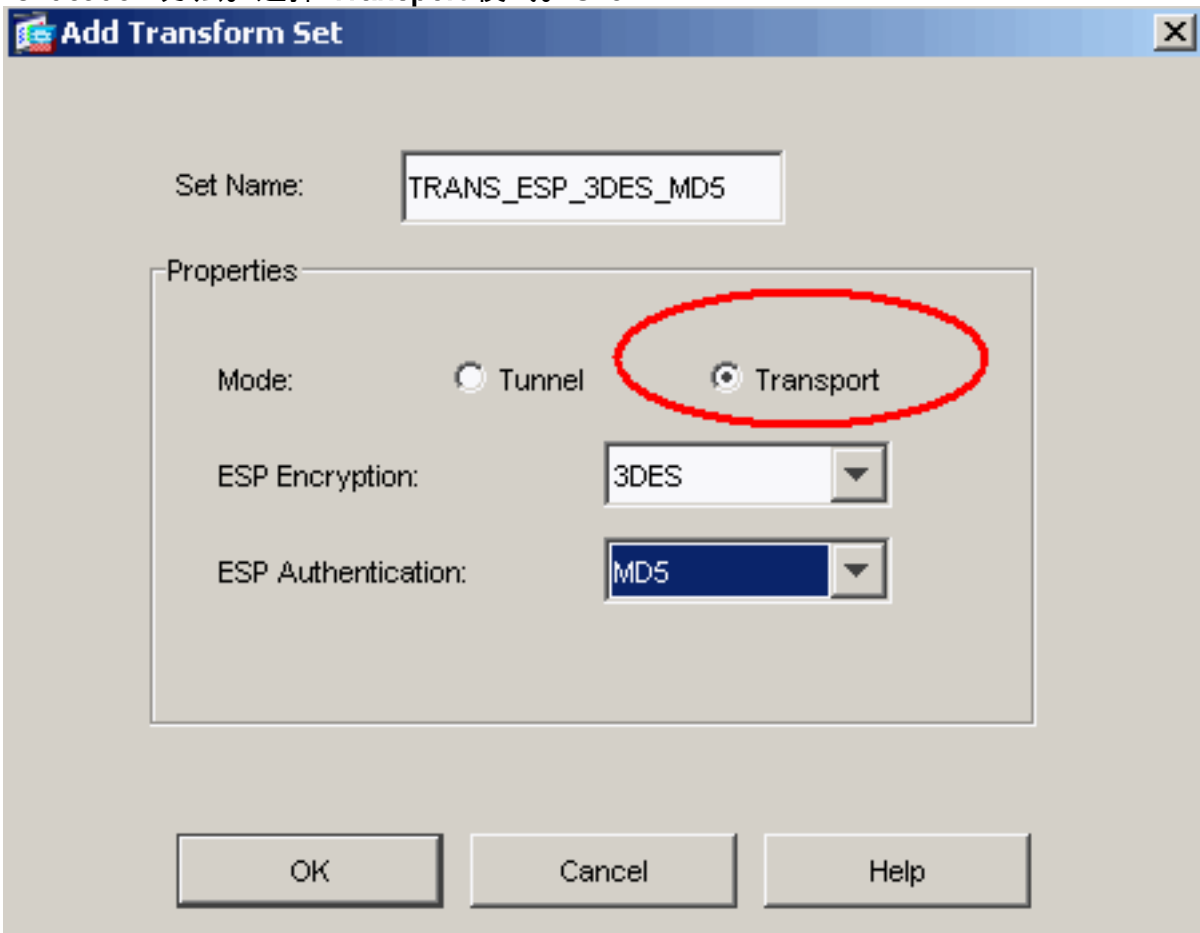 Add Transform Set
Set Name: TRANS_ESP_3DES_MD5
Properties
Mode: Tunnel Transport
ESP Encryption: 3DES
ESP Authentication: MD5
OK Cancel Help